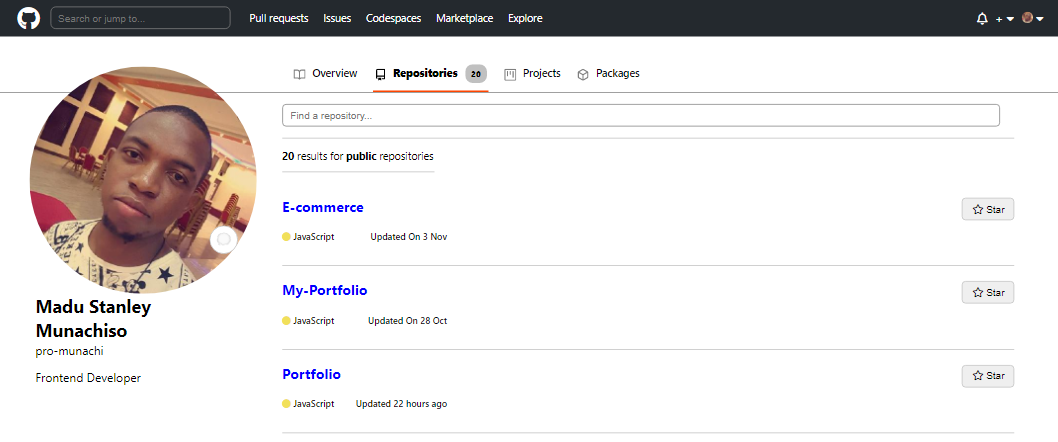 Search or jump to...
Pull requests Issues Codespaces Marketplace Explore
+
Overview Repositories 20 Projects Packages
Find a repository...
20 results for public repositories
E-commerce
Star
JavaScript Updated On 3 Nov
My-Portfolio
Star
JavaScript Updated On 28 Oct
Portfolio
Star
JavaScript Updated 22 hours ago
Madu Stanley
Munachiso
pro-munachi
Frontend Developer